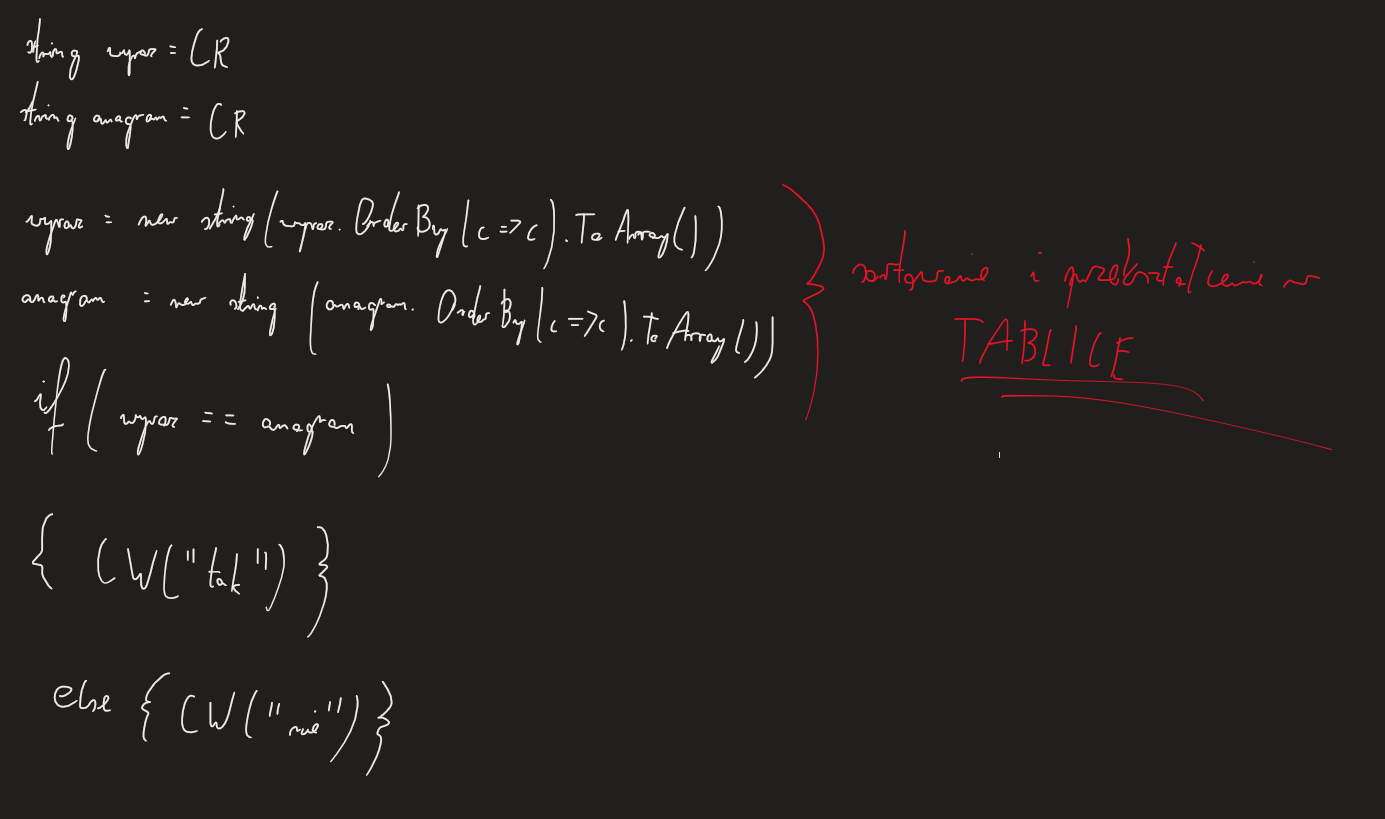 string wyraz = CR
string anagram = CR
wyraz = new string(wyraz.OrderBy(c => c).ToArray())
anagram = new string (anagram.OrderBy(c => c).ToArray())
sortowanie i przekształcenie w
TABLICE
if ( wyraz == anagram )
{ CW("tak") }
else { CW("nie") }